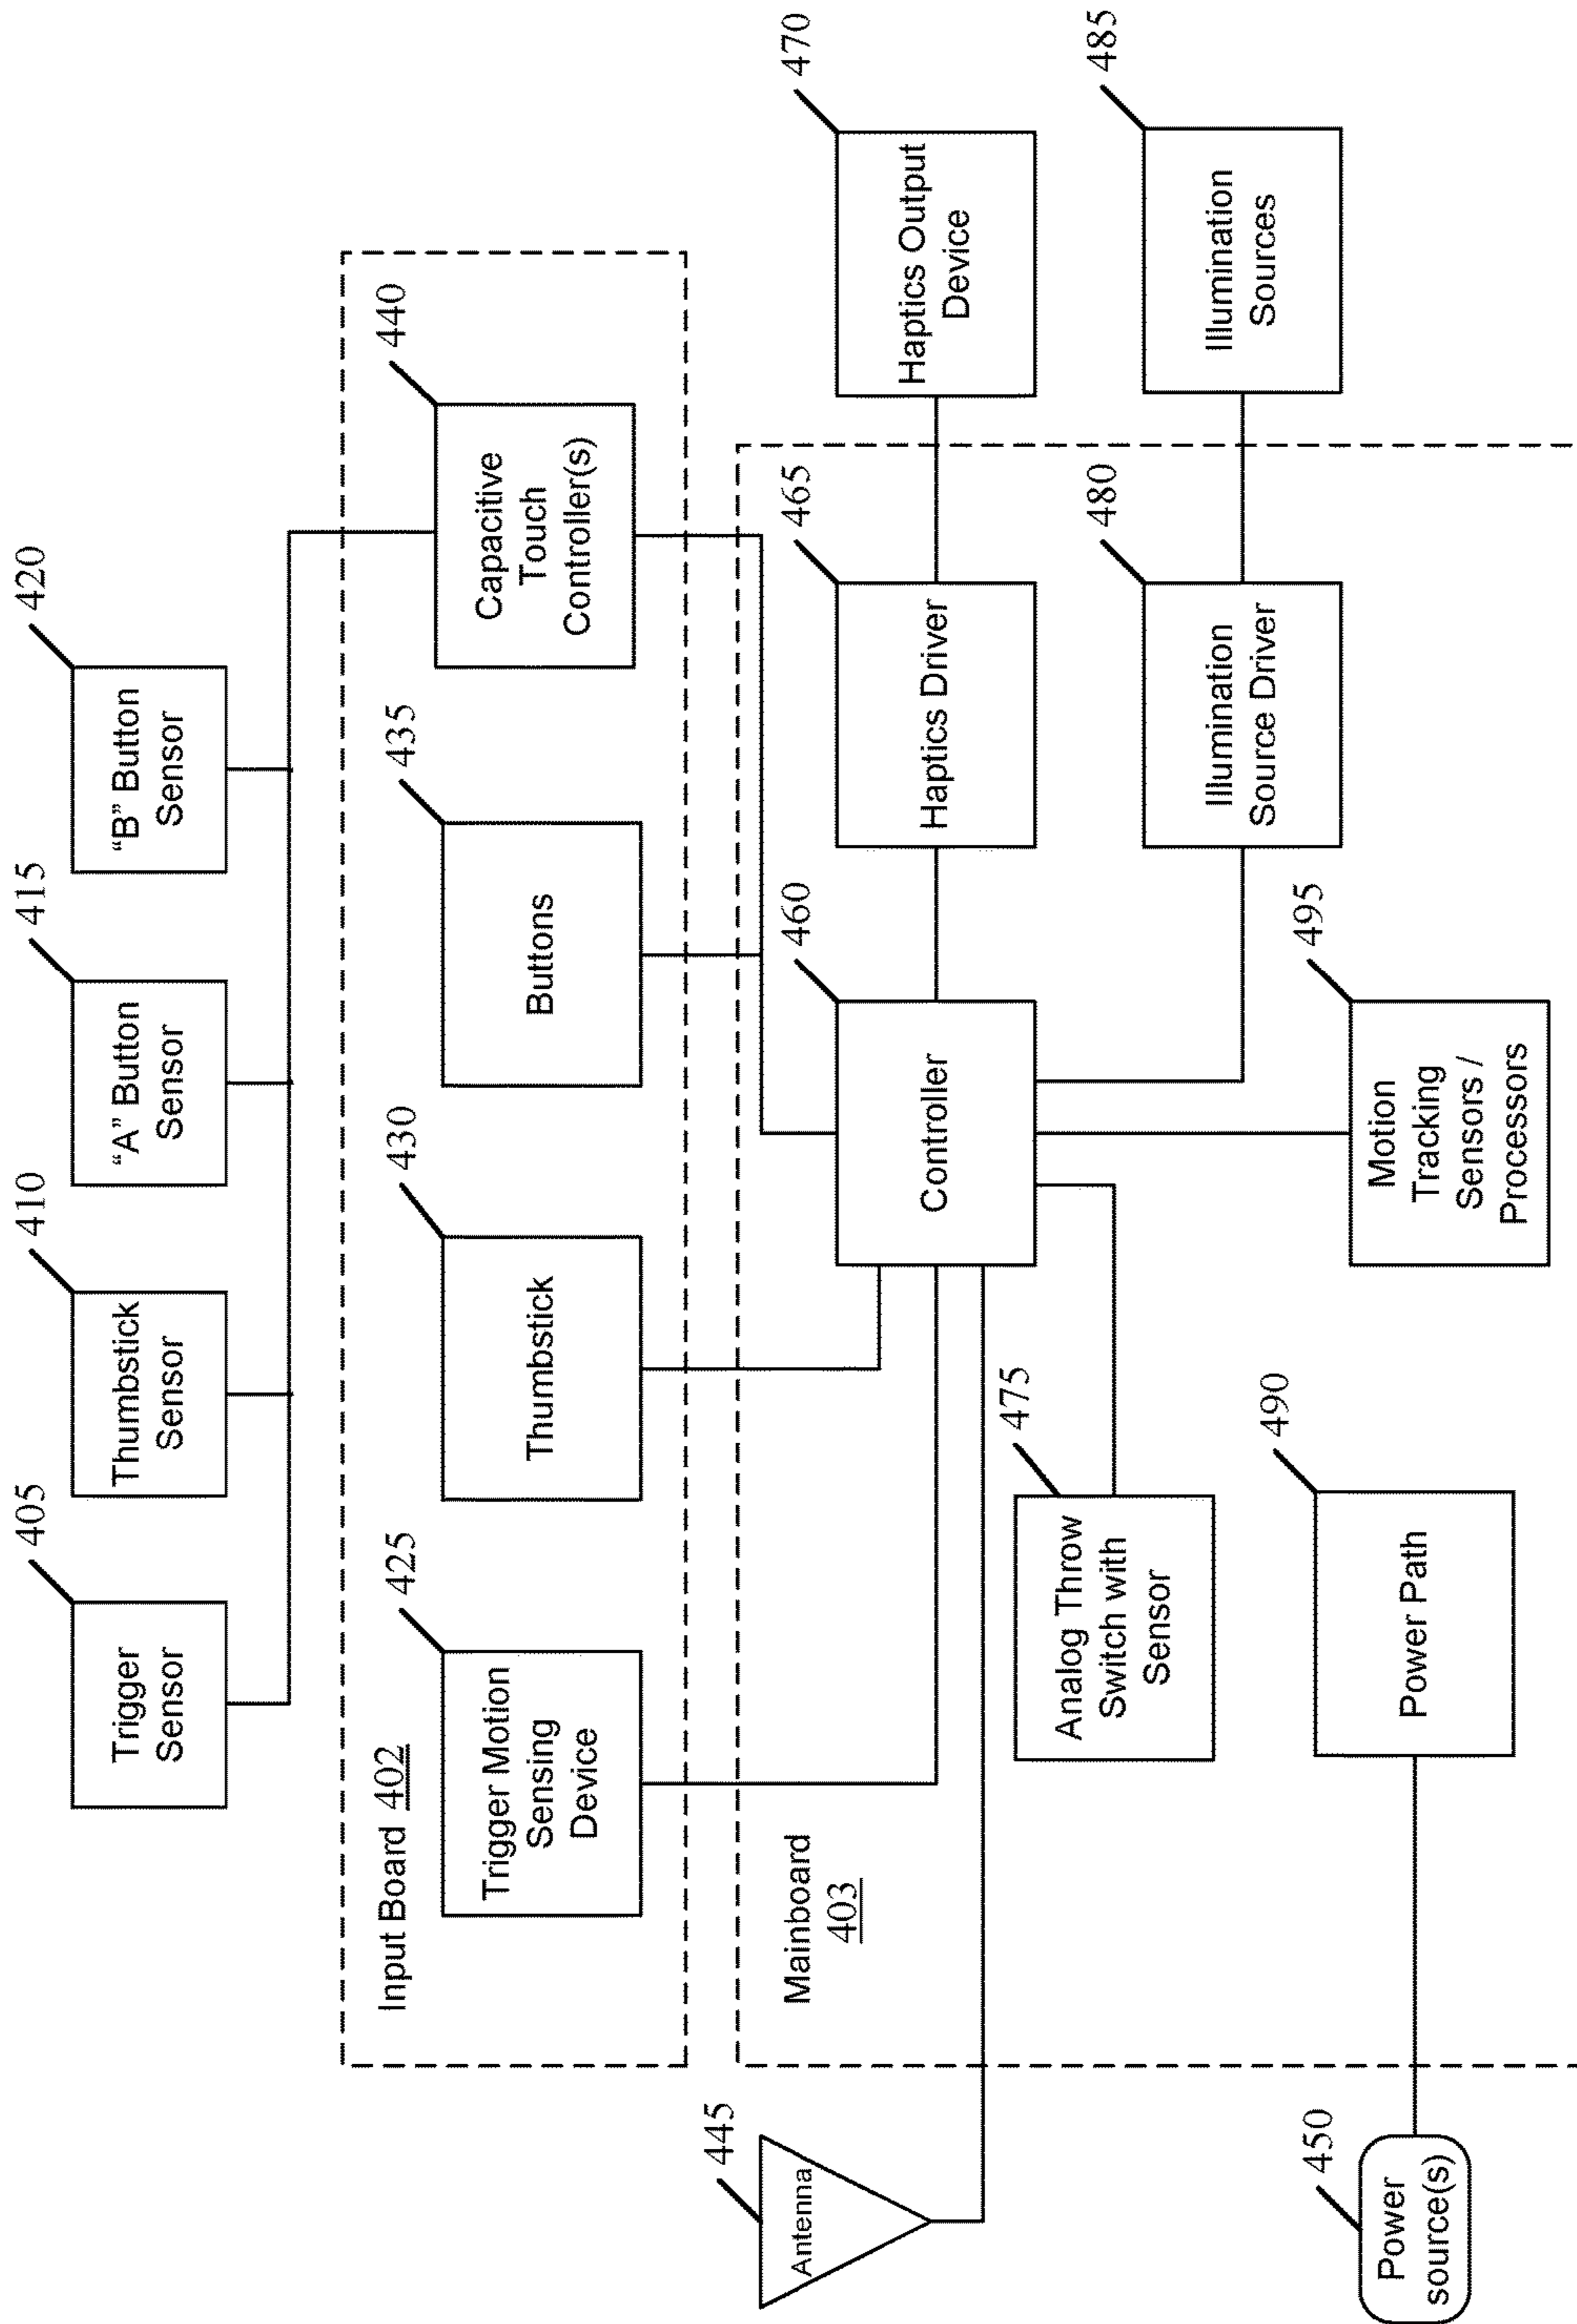 405
Trigger
Sensor
410
Thumbstick
Sensor
415
“A” Button
Sensor
420
“B” Button
Sensor
Input Board 402
425
Trigger Motion
Sensing
Device
430
Thumbstick
435
Buttons
440
Capacitive
Touch
Controller(s)
445
Antenna
Mainboard
403
460
Controller
465
Haptics Driver
470
Haptics Output
Device
475
Analog Throw
Switch with
Sensor
480
Illumination
Source Driver
485
Illumination
Sources
450
Power
source(s)
490
Power Path
495
Motion
Tracking
Sensors /
Processors